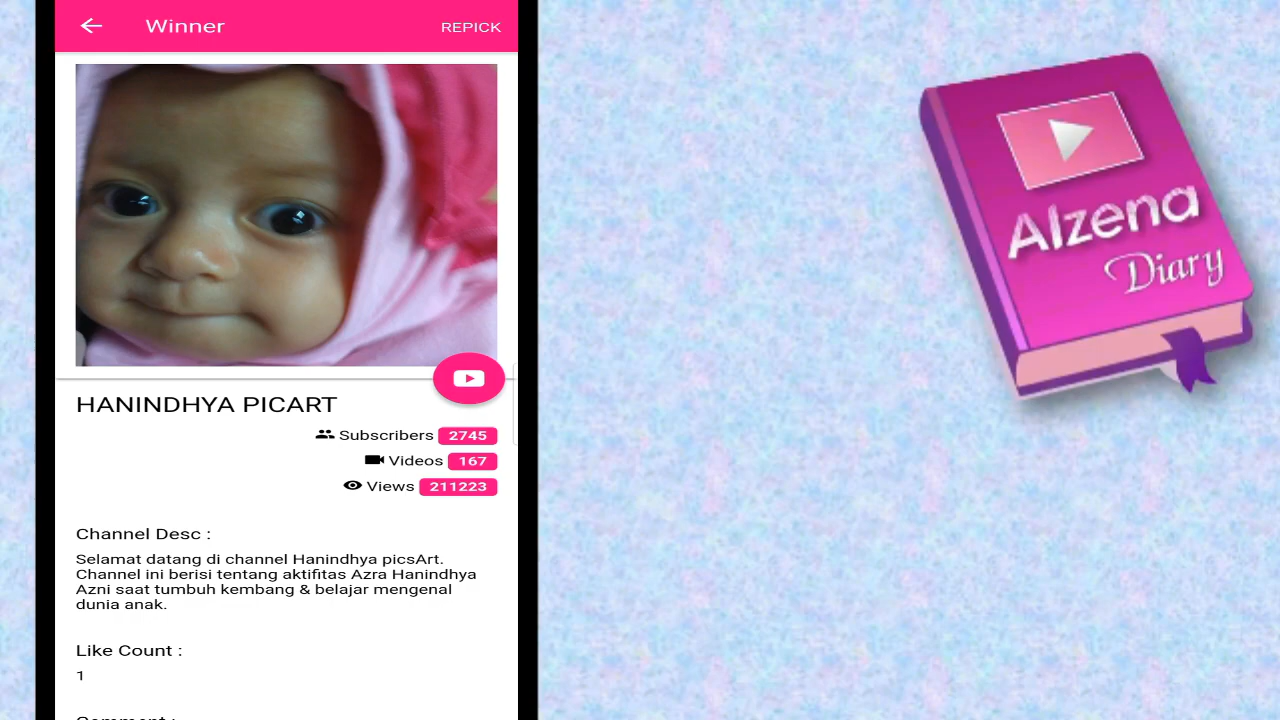 Winner
REPICK
HANINDHYA PICART
Subscribers 2745
Videos 167
Views 211223
Channel Desc :
Selamat datang di channel Hanindhya picsArt.
Channel ini berisi tentang aktifitas Azra Hanindhya
Azni saat tumbuh kembang & belajar mengenal
dunia anak.
Like Count :
1
Comment :
Alzena
Diary